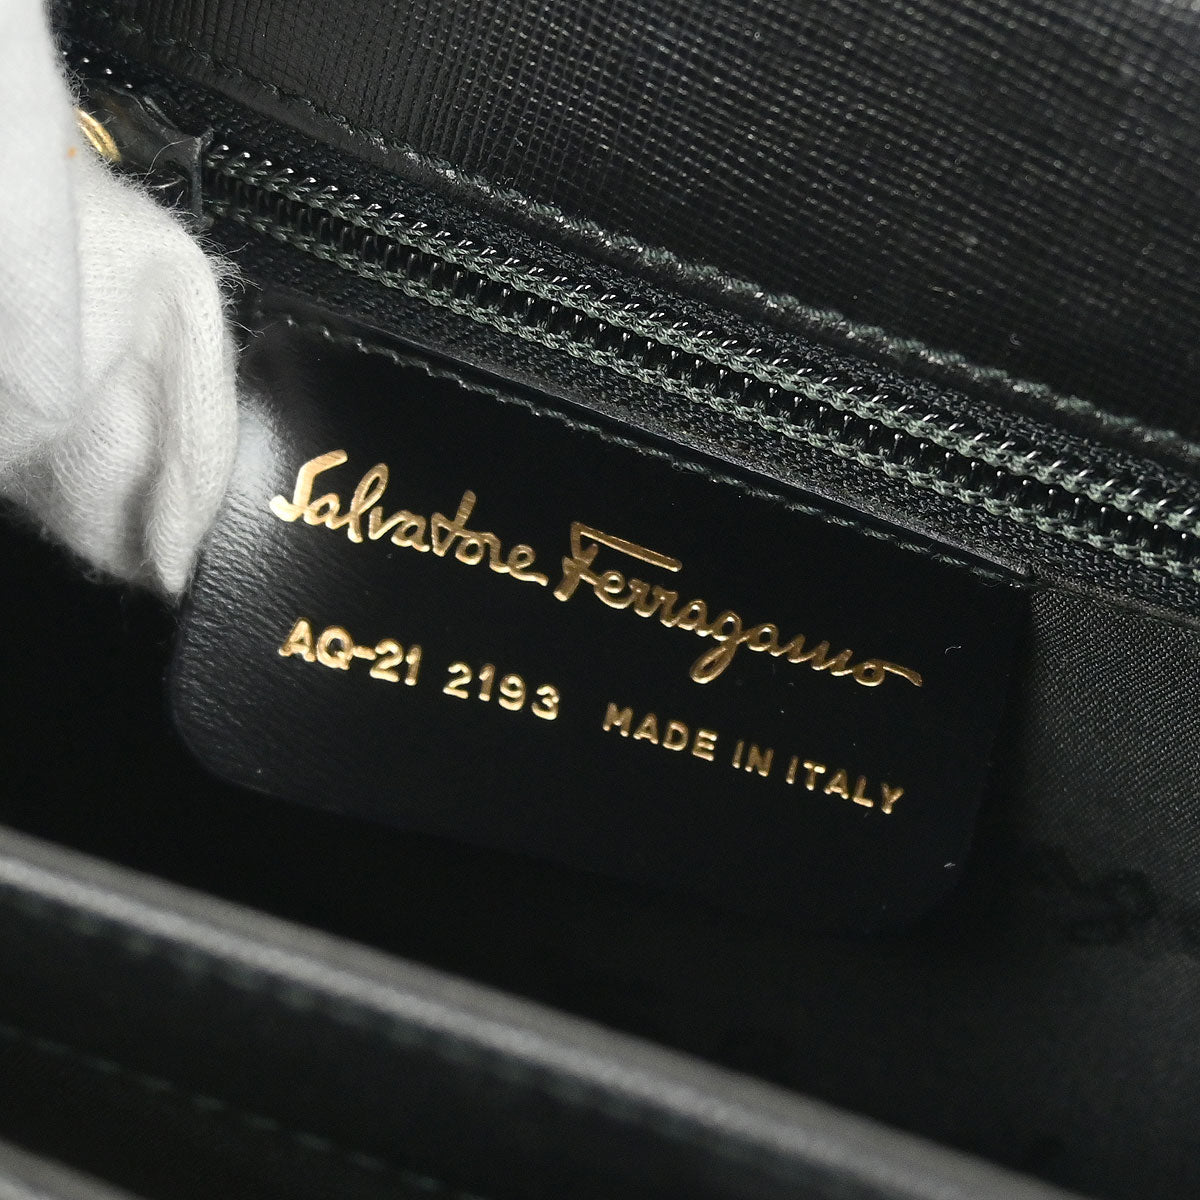 Salvatore Ferragamo
AQ-21 2193 MADE IN ITALY